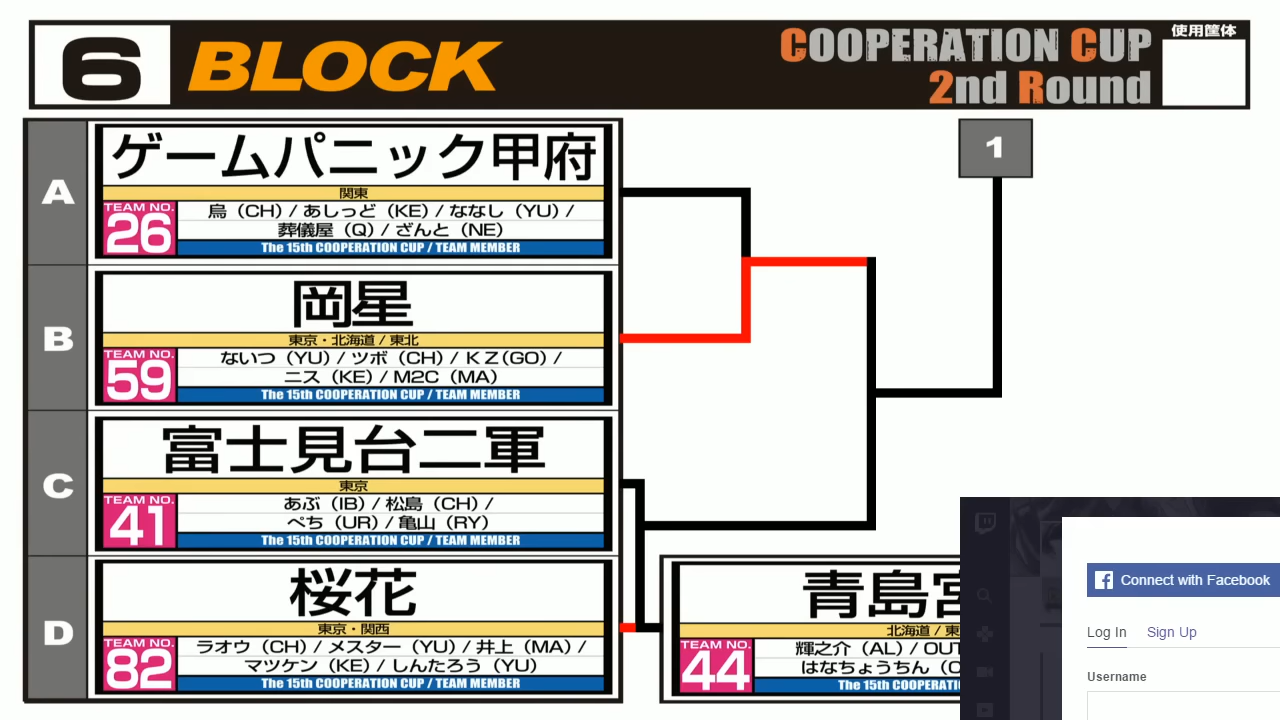 6 BLOCK
COOPERATION CUP
2nd Round
使用筐体
1
A
ゲームパニック甲府
関東
TEAM NO.
26
烏（CH）/ あしっど（KE）/ ななし（YU）/
葬儀屋（Q）/ ざんと（NE）
The 15th COOPERATION CUP / TEAM MEMBER
B
岡星
東京・北海道 / 東北
TEAM NO.
59
ないつ（YU）/ ツボ（CH）/ ＫＺ(GO) /
ニス（KE）/ M2C（MA）
The 15th COOPERATION CUP / TEAM MEMBER
C
富士見台二軍
東京
TEAM NO.
41
あぶ（IB）/ 松島（CH）/
ぺち（UR）/ 亀山（RY）
The 15th COOPERATION CUP / TEAM MEMBER
D
桜花
東京・関西
TEAM NO.
82
ラオウ（CH）/ メスター（YU）/ 井上（MA）/
マツケン（KE）/ しんたろう（YU）
The 15th COOPERATION CUP / TEAM MEMBER
青島
北海道 /
TEAM NO.
44
輝之介（AL）/ OUT
はなちょうちん
The 15th
Connect with Facebook
Log In Sign Up
Username